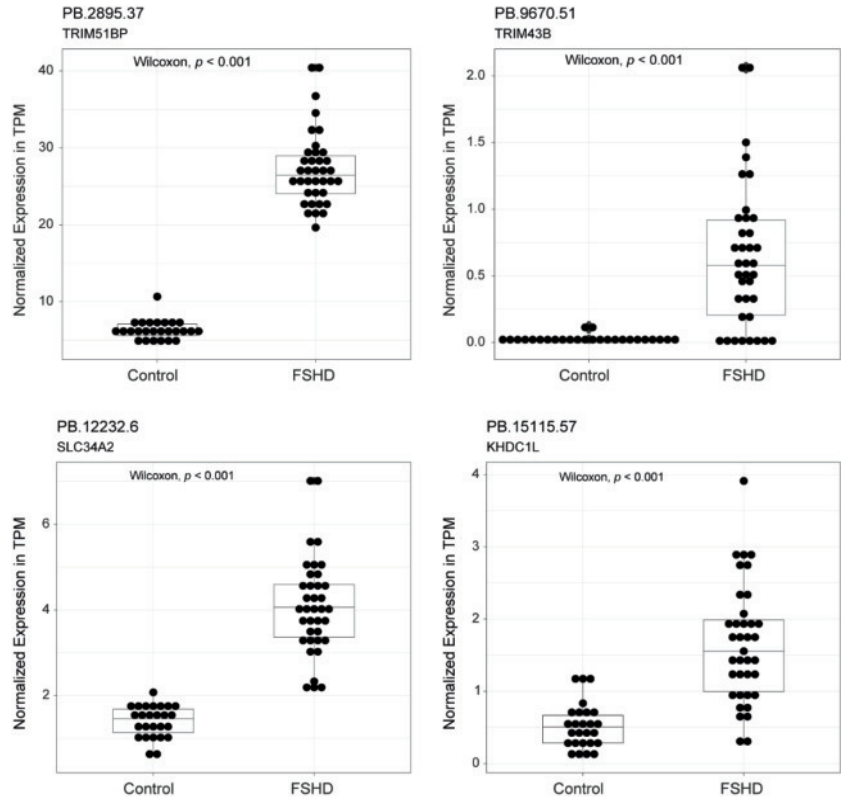 PB.2895.37
TRIM51BP
Wilcoxon, p < 0.001
Normalized Expression in TPM
40
30
20
10
Control
FSHD
PB.9670.51
TRIM43B
Wilcoxon, p < 0.001
Normalized Expression in TPM
2.0
1.5
1.0
0.5
0.0
Control
FSHD
PB.12232.6
SLC34A2
Wilcoxon, p < 0.001
Normalized Expression in TPM
6
4
2
Control
FSHD
PB.15115.57
KHDC1L
Wilcoxon, p < 0.001
Normalized Expression in TPM
4
3
2
1
0
Control
FSHD